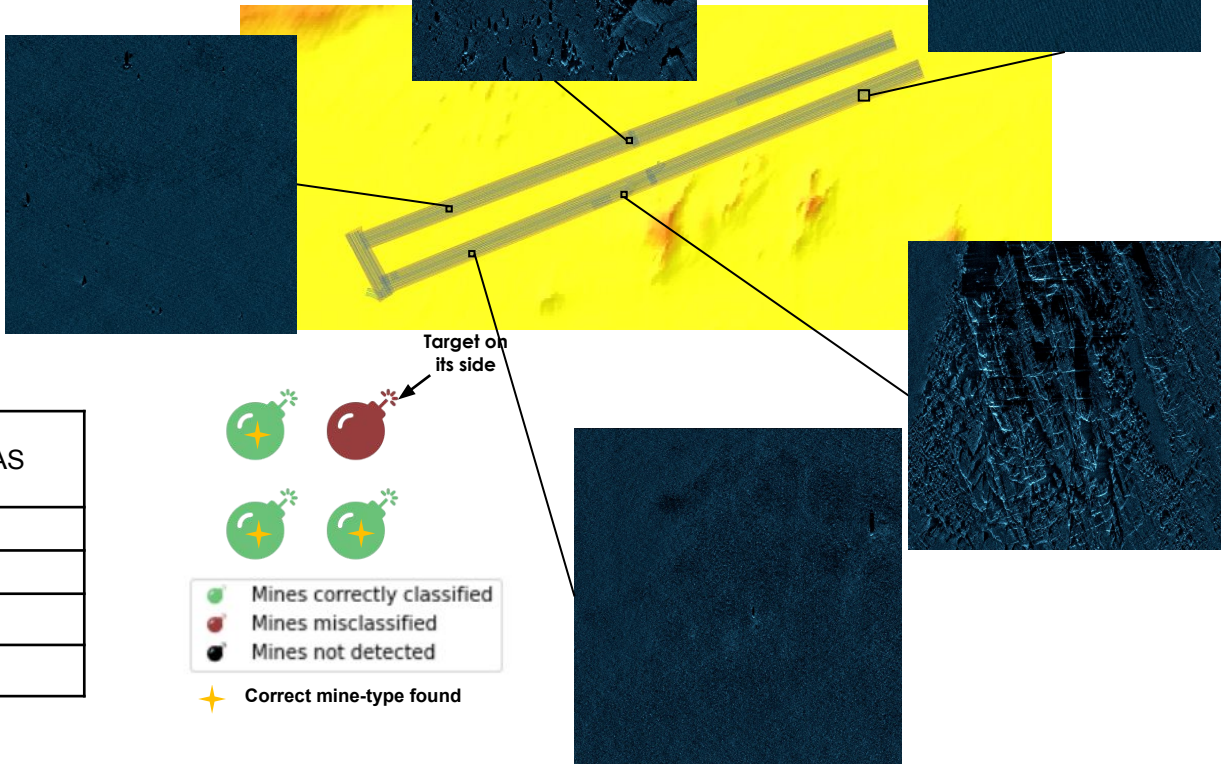 Target on
its side
AS
Mines correctly classified
Mines misclassified
Mines not detected
Correct mine-type found